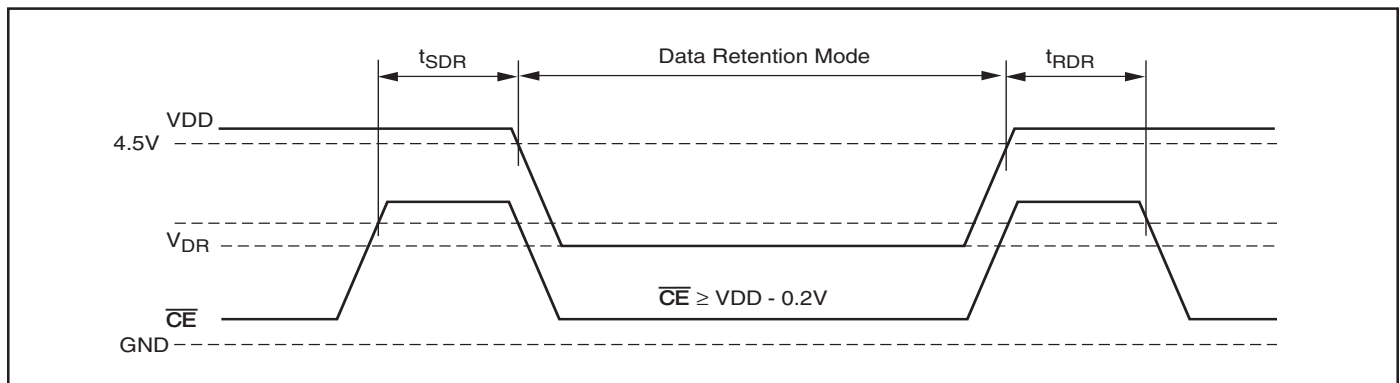 tSDR Data Retention Mode tRDR
VDD
4.5V
VDR
CE ≥ VDD - 0.2V
CE
GND